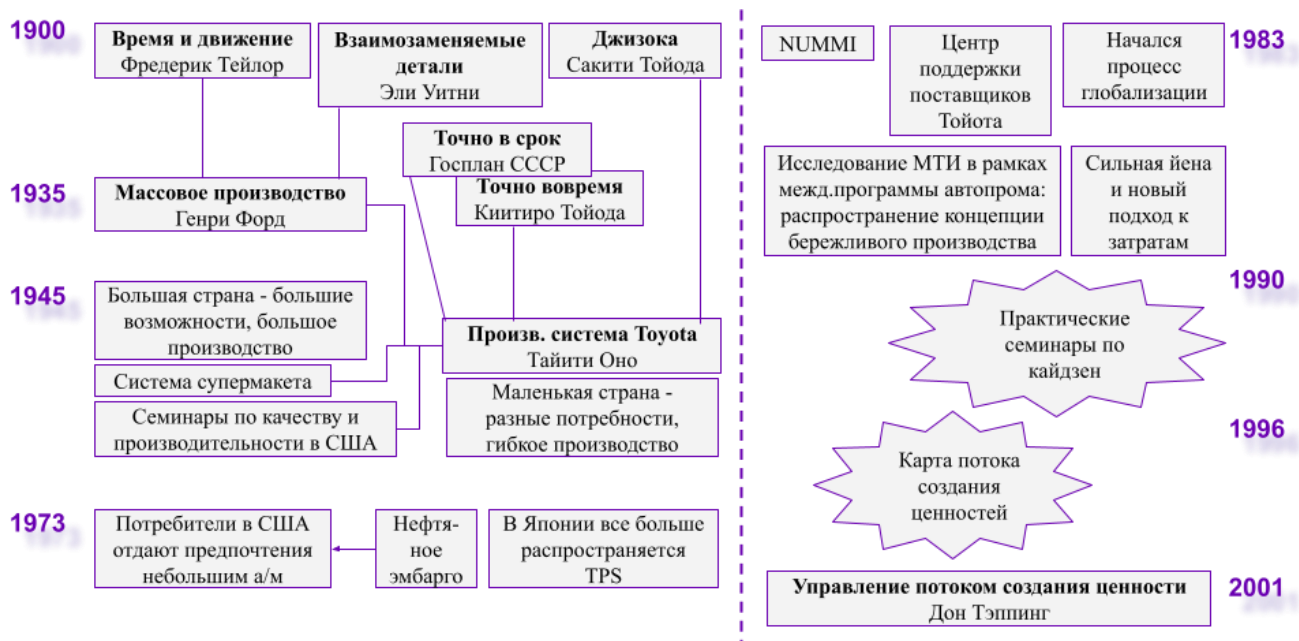 1900
Время и движение
Фредерик Тейлор
Взаимозаменяемые
детали
Эли Уитни
Джизока
Сакити Тойода
Точно в срок
Госплан СССР
Точно вовремя
Киитиро Тойода
1935
Массовое производство
Генри Форд
1945
Большая страна - большие
возможности, большое
производство
Произв. система Toyota
Тайити Оно
Система супермакета
Семинары по качеству и
производительности в США
Маленькая страна -
разные потребности,
гибкое производство
1973
Потребители в США
отдают предпочтения
небольшим а/м
Нефтя-
ное
эмбарго
В Японии все больше
распространяется
TPS
NUMMI
Центр
поддержки
поставщиков
Тойота
Начался
процесс
глобализации
1983
Исследование МТИ в рамках
межд.программы автопрома:
распространение концепции
бережливого производства
Сильная йена
и новый
подход к
затратам
1990
Практические
семинары по
кайдзен
1996
Карта потока
создания
ценностей
Управление потоком создания ценности
Дон Тэппинг
2001